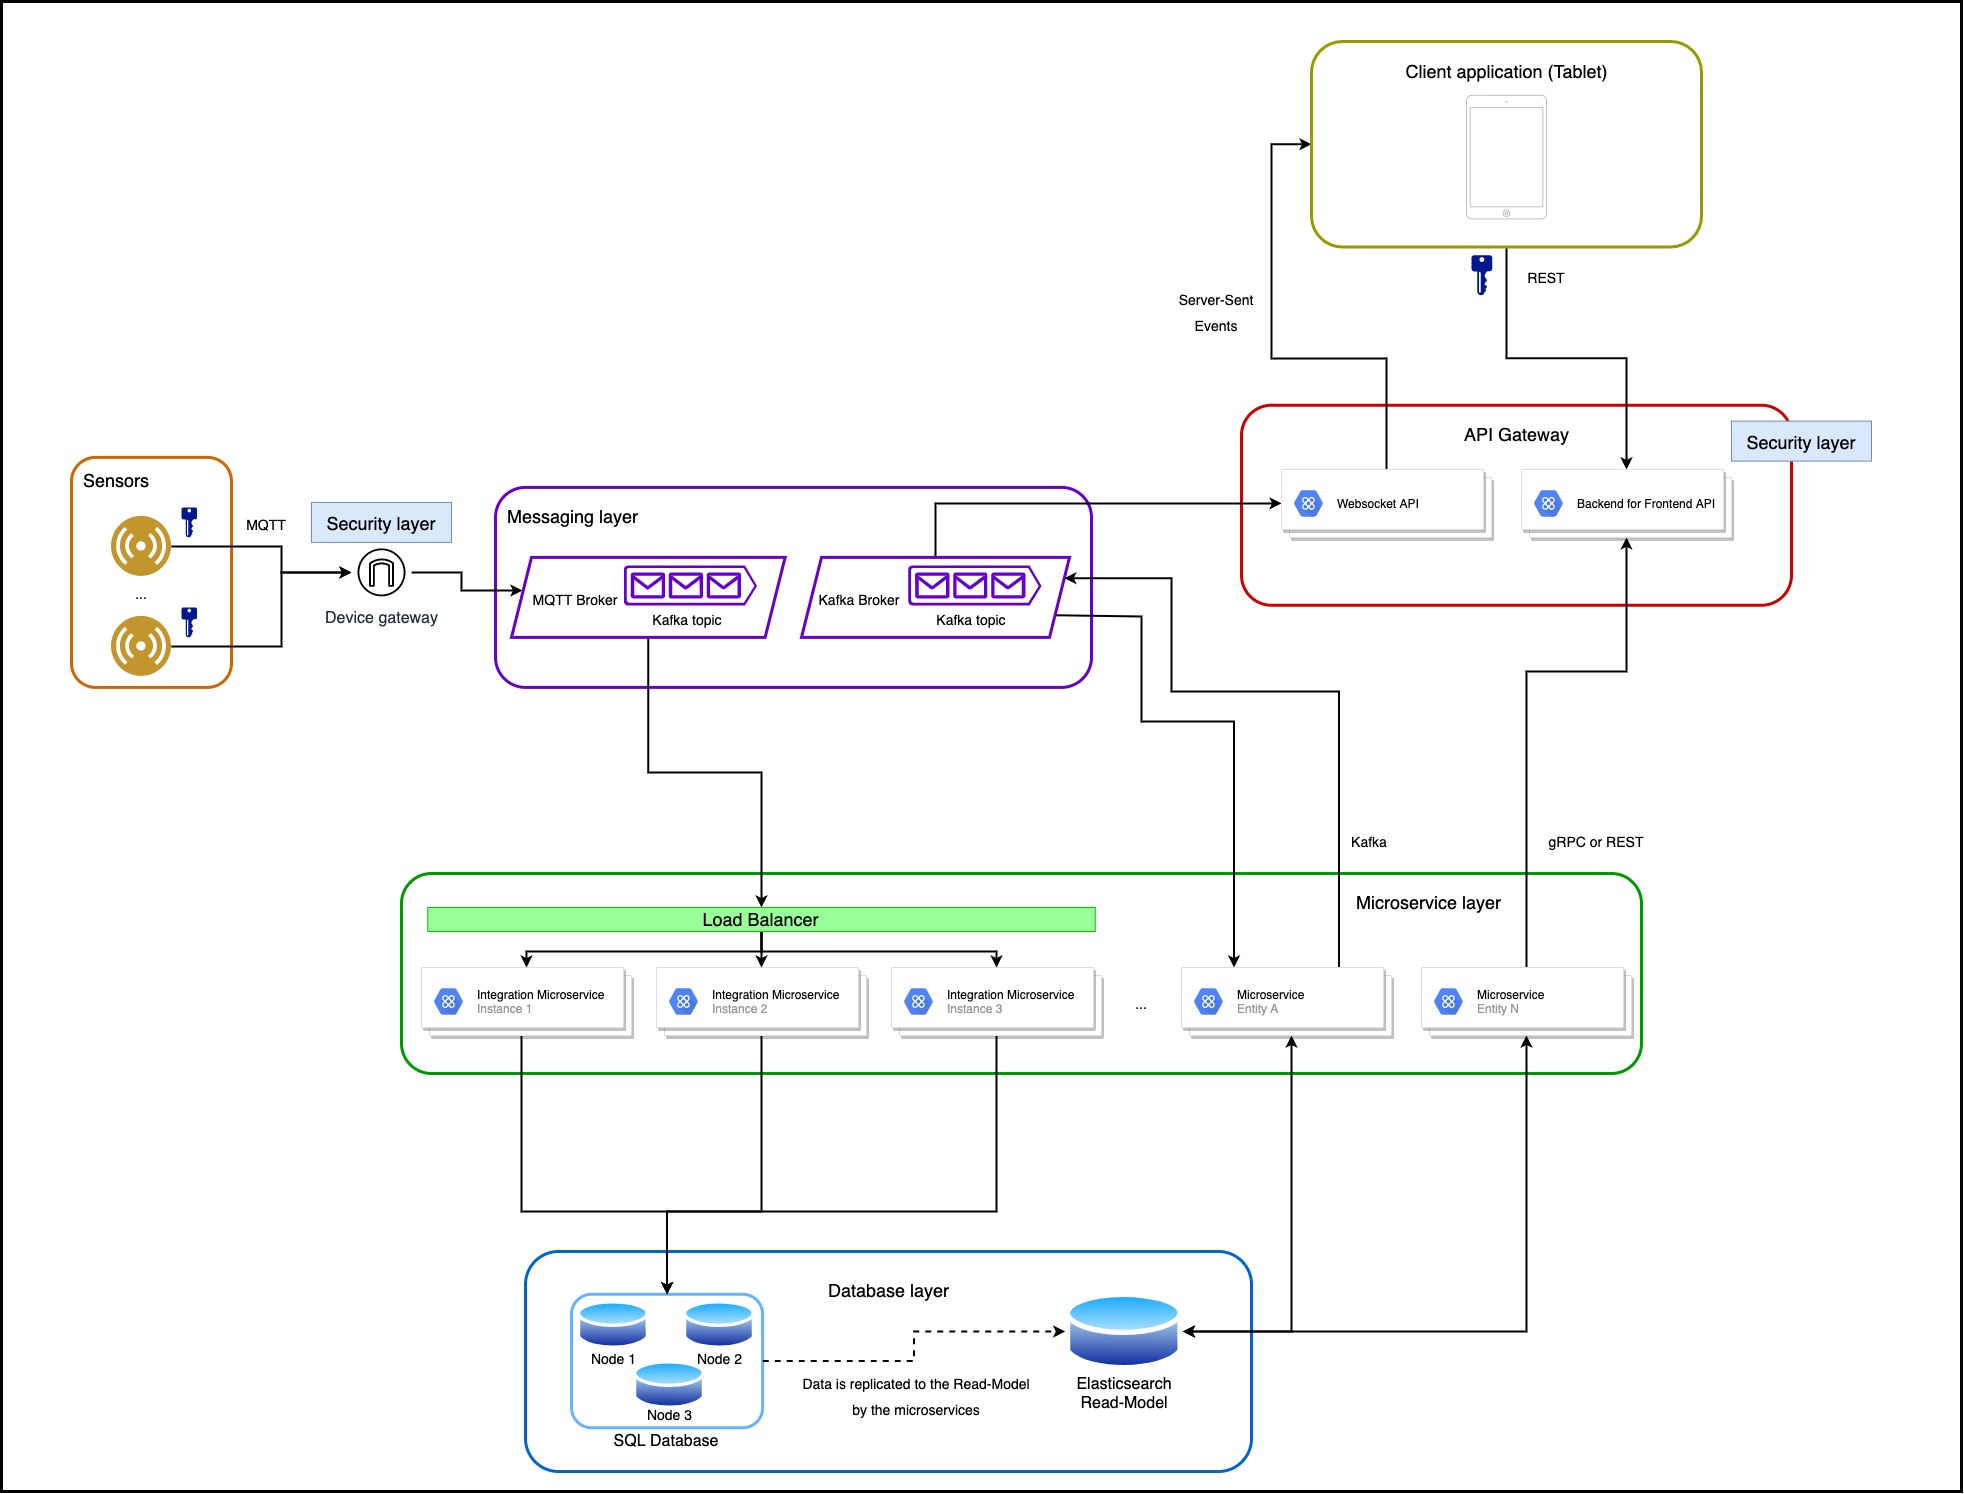 Client application (Tablet)
REST
Server-Sent
Events
API Gateway
Security layer
Websocket API
Backend for Frontend API
Sensors
...
MQTT
Security layer
Device gateway
Messaging layer
MQTT Broker
Kafka topic
Kafka Broker
Kafka topic
Kafka
gRPC or REST
Microservice layer
Load Balancer
Integration Microservice
Instance 1
Integration Microservice
Instance 2
Integration Microservice
Instance 3
...
Microservice
Entity A
Microservice
Entity N
Database layer
Node 1
Node 2
Node 3
SQL Database
Data is replicated to the Read-Model
by the microservices
Elasticsearch
Read-Model